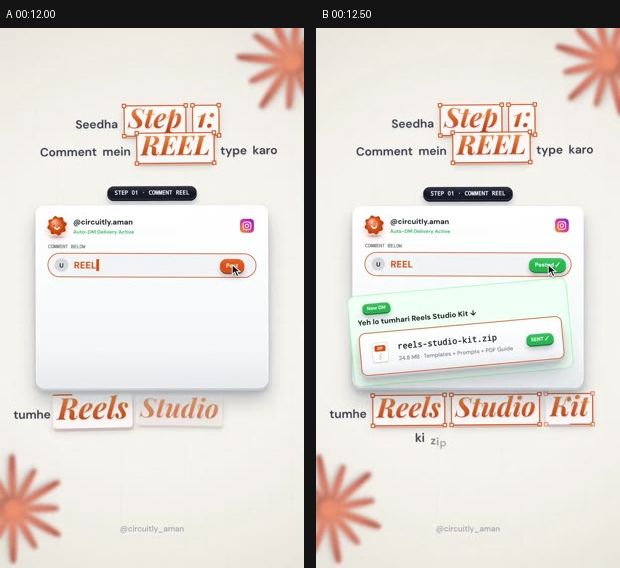 A 00:12.00
Seedha Step 1:
Comment mein REEL type karo
STEP 01 · COMMENT REEL
@circuitly.aman
Auto-DM Delivery Active
COMMENT BELOW
U REEL
tumhe Reels Studio
@circuitly_aman
B 00:12.50
Seedha Step 1:
Comment mein REEL type karo
STEP 01 · COMMENT REEL
@circuitly.aman
Auto-DM Delivery Active
COMMENT BELOW
U REEL Posted ✓
New DM
Yeh lo tumhari Reels Studio Kit ↓
reels-studio-kit.zip
24.8 MB · Templates + Prompts + PDF Guide
SENT ✓
tumhe Reels Studio Kit
ki zip
@circuitly_aman